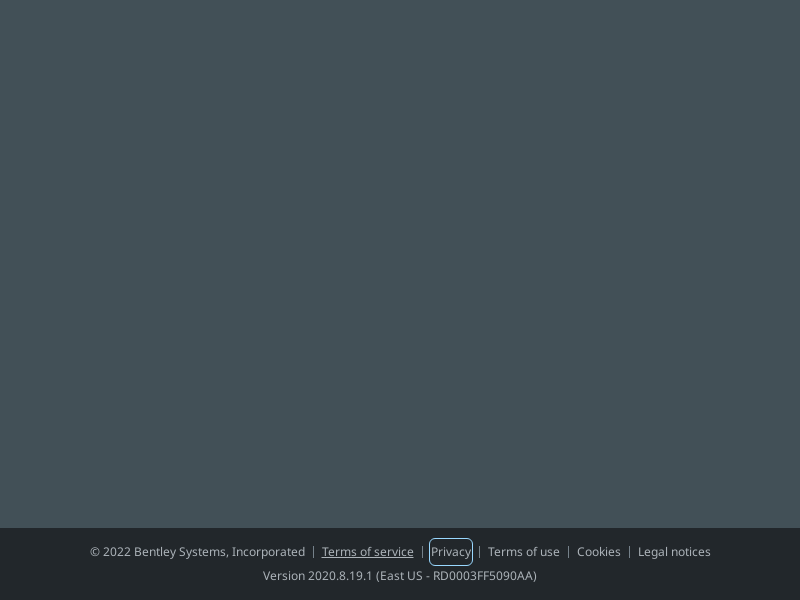 © 2022 Bentley Systems, Incorporated | Terms of service | Privacy | Terms of use | Cookies | Legal notices
Version 2020.8.19.1 (East US - RD0003FF5090AA)